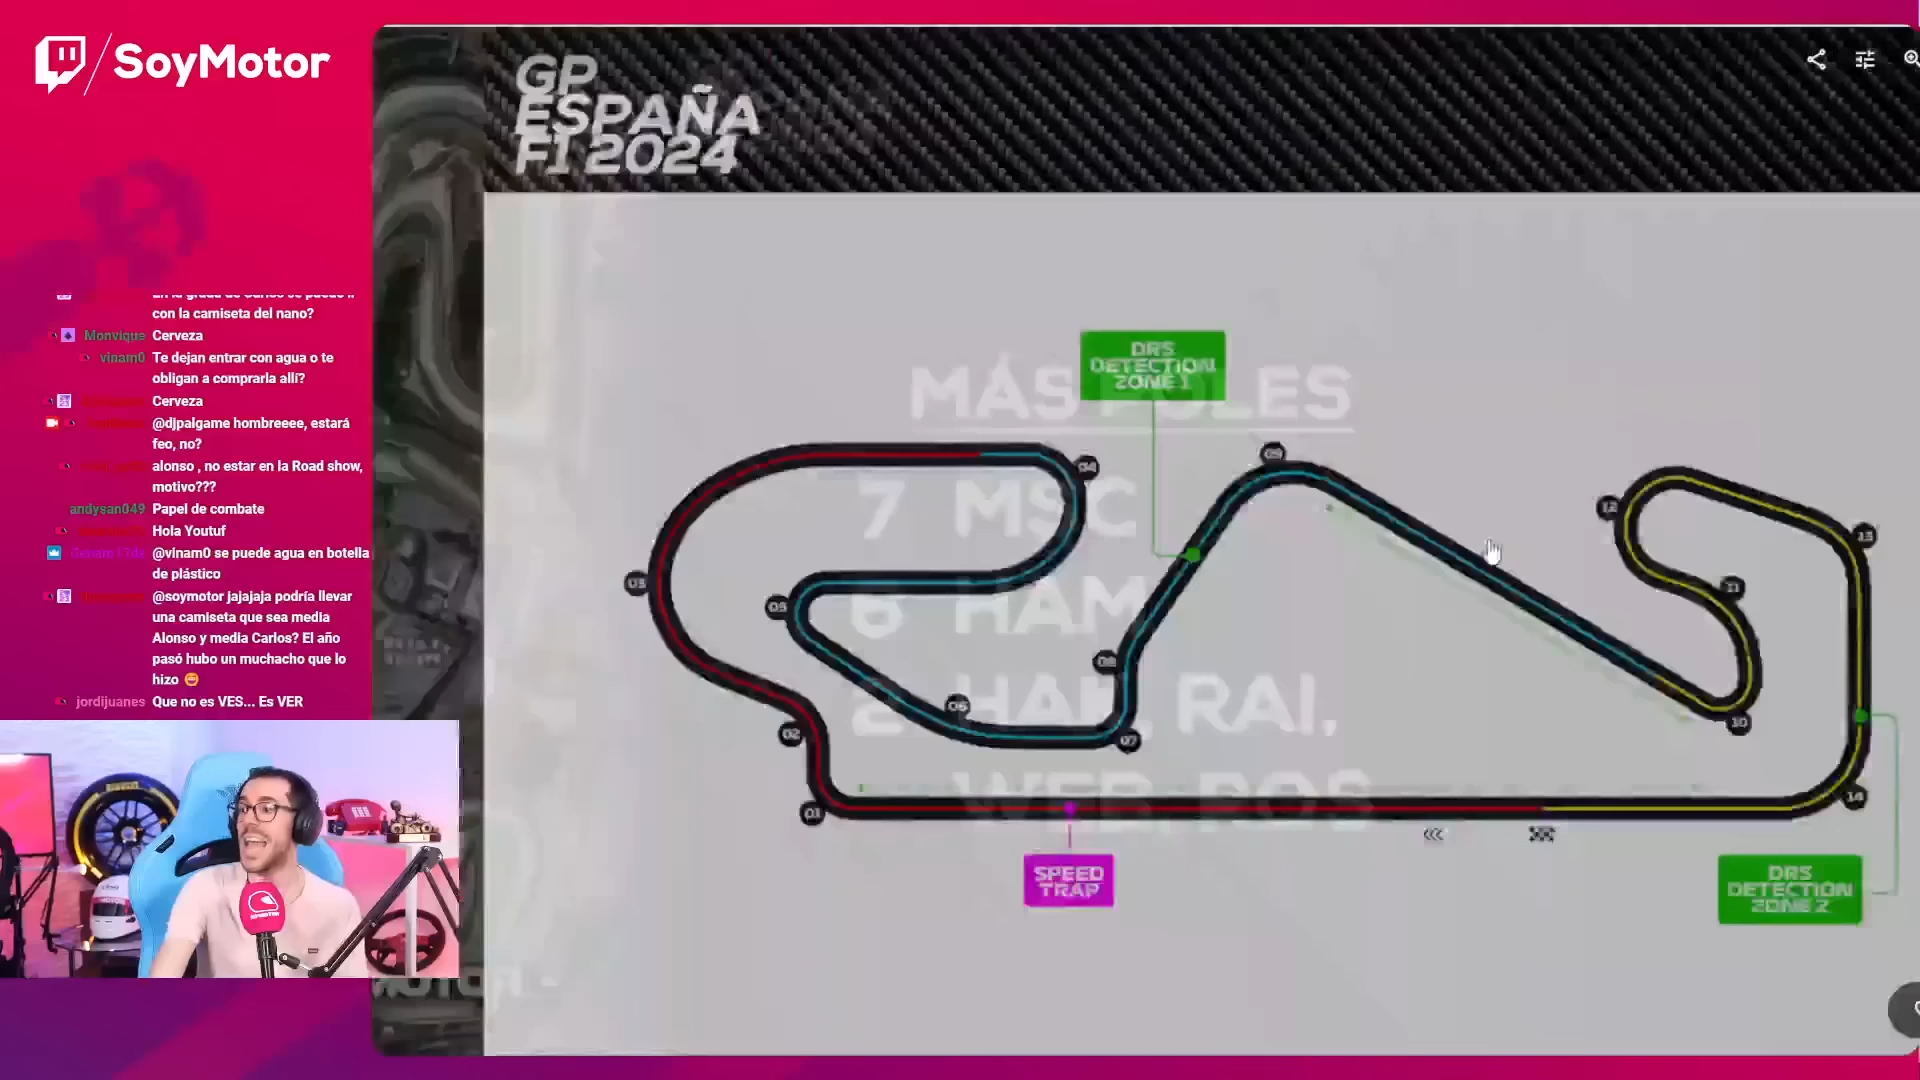 SoyMotor
GP
ESPAÑA
F1 2024
con la camiseta del nano?
Monvique Cerveza
vinam0 Te dejan entrar con agua o te
obligan a comprarla allí?
Cerveza
@djpalgame hombreeee, estará
feo, no?
alonso , no estar en la Road show,
motivo???
andysan049 Papel de combate
Hola Youtuf
@vinam0 se puede agua en botella
de plástico
@soymotor jajajaja podría llevar
una camiseta que sea media
Alonso y media Carlos? El año
pasó hubo un muchacho que lo
hizo
jordijuanes Que no es VES... Es VER
DRS
DETECTION
ZONE 1
MÁS POLES
7 MSC
6 HAM
2 HAK, RAI,
WEB, ROS
09
04
12
13
03
05
11
08
06
10
02
07
14
01
SPEED
TRAP
DRS
DETECTION
ZONE 2